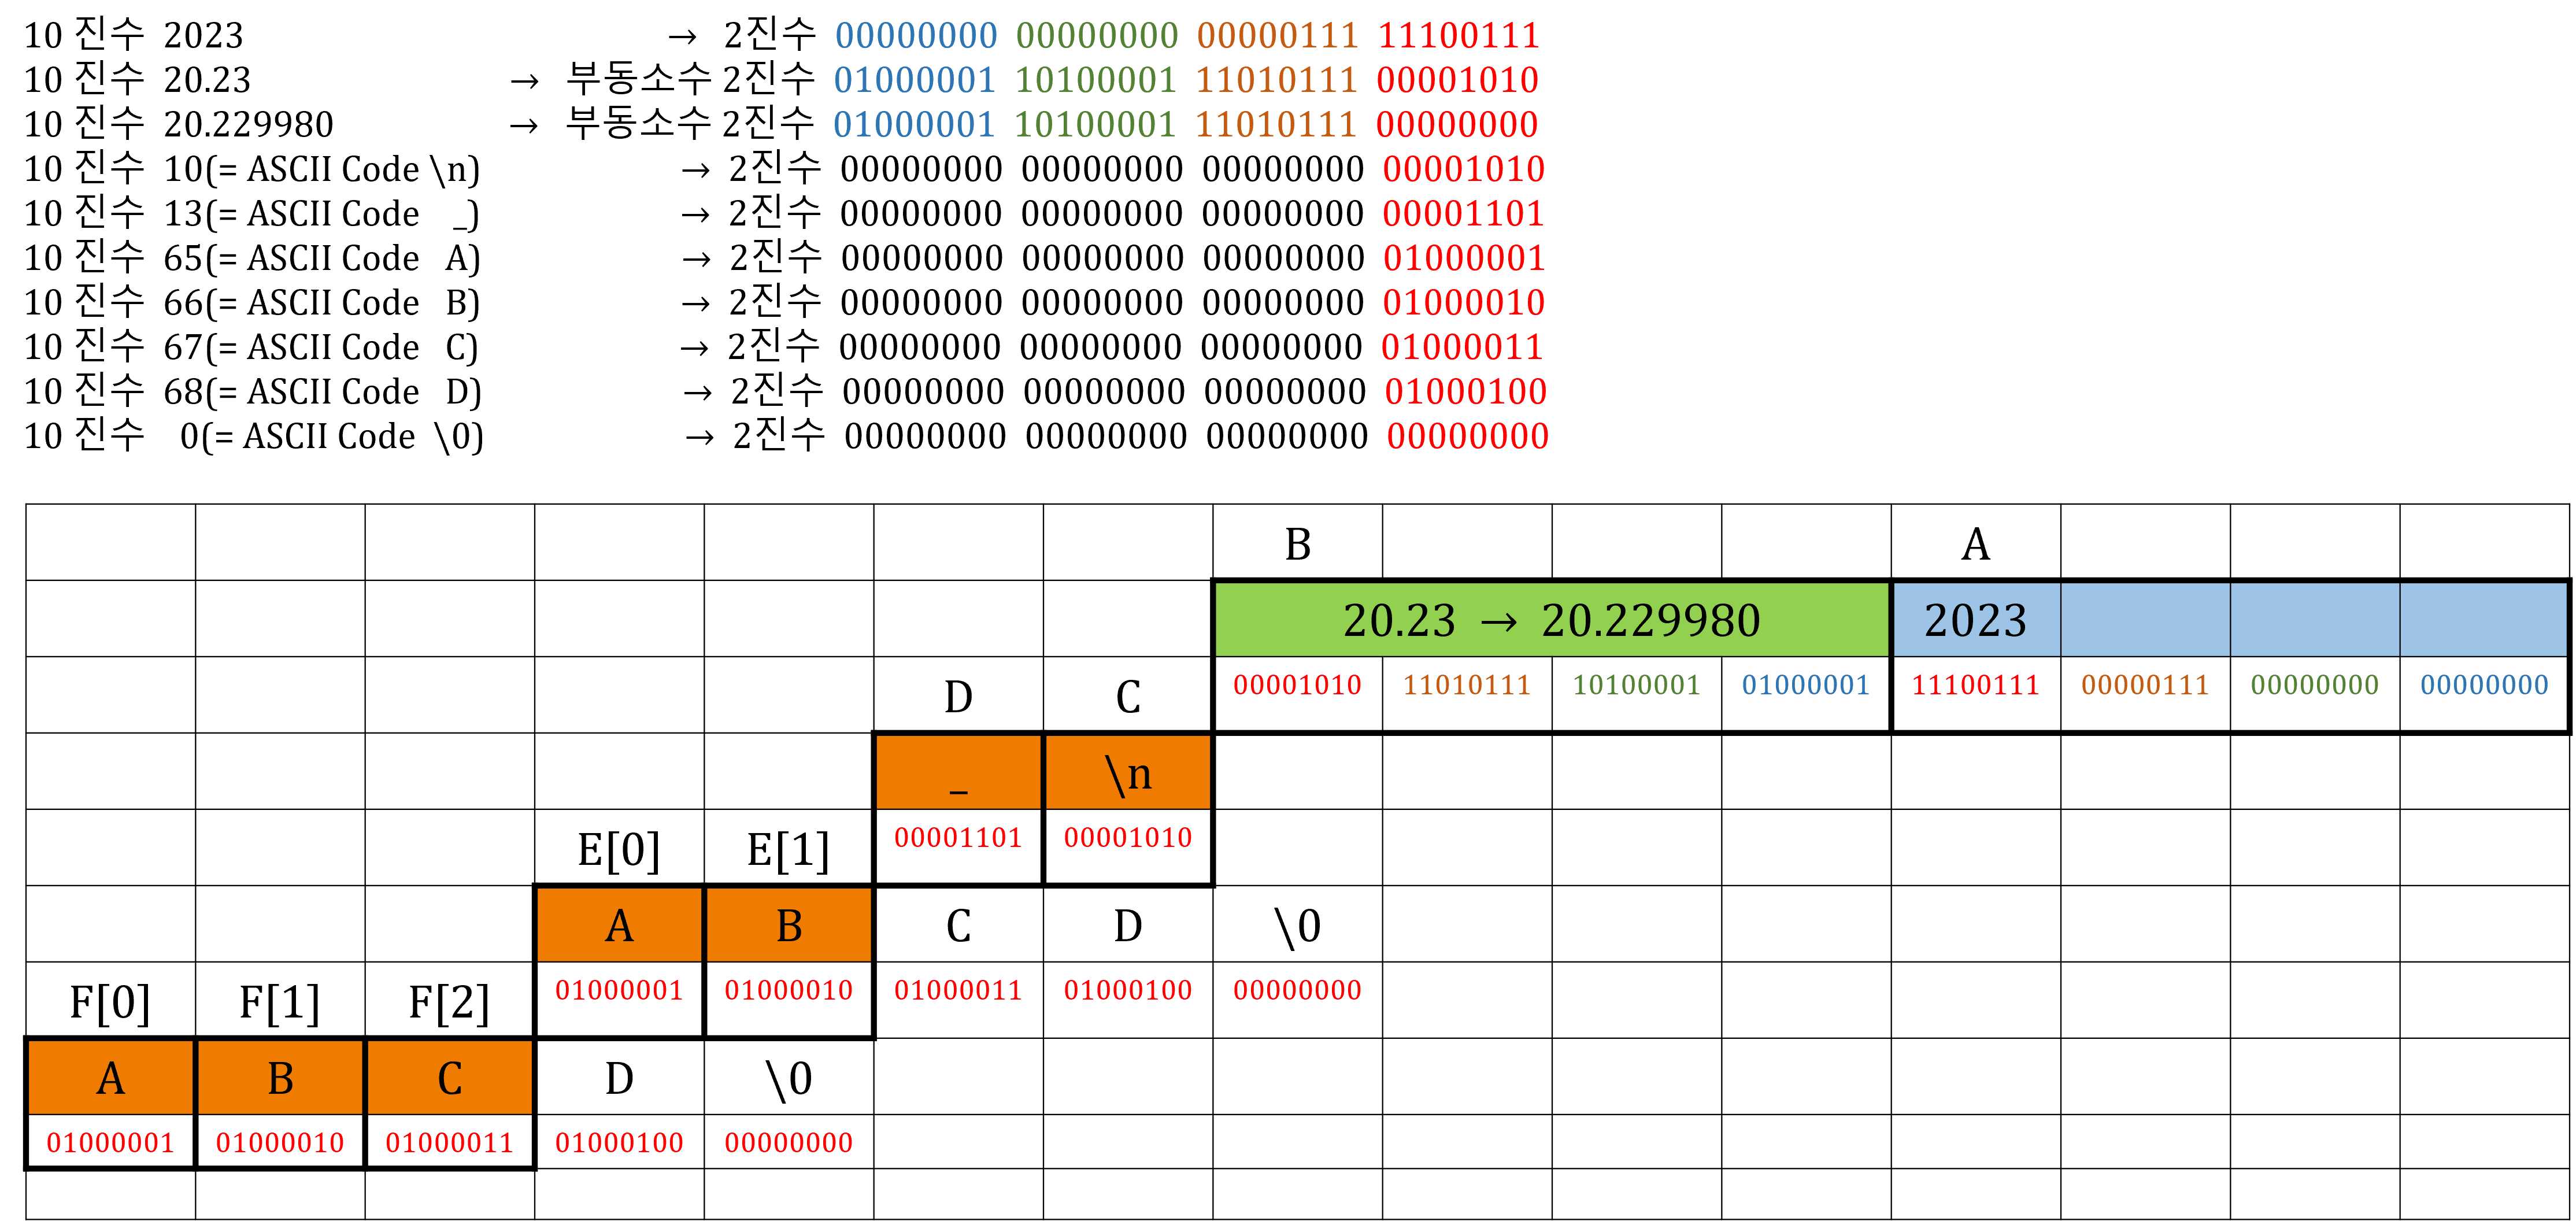 10 진수 2023 → 2진수 00000000 00000000 00000111 11100111
10 진수 20.23 → 부동소수 2진수 01000001 10100001 11010111 00001010
10 진수 20.229980 → 부동소수 2진수 01000001 10100001 11010111 00000000
10 진수 10(= ASCII Code \n) → 2진수 00000000 00000000 00000000 00001010
10 진수 13(= ASCII Code _) → 2진수 00000000 00000000 00000000 00001101
10 진수 65(= ASCII Code A) → 2진수 00000000 00000000 00000000 01000001
10 진수 66(= ASCII Code B) → 2진수 00000000 00000000 00000000 01000010
10 진수 67(= ASCII Code C) → 2진수 00000000 00000000 00000000 01000011
10 진수 68(= ASCII Code D) → 2진수 00000000 00000000 00000000 01000100
10 진수 0(= ASCII Code \0) → 2진수 00000000 00000000 00000000 00000000
B A
20.23 → 20.229980 2023
D C 00001010 11010111 10100001 01000001 11100111 00000111 00000000 00000000
_ \n
E[0] E[1] 00001101 00001010
A B C D \0
F[0] F[1] F[2] 01000001 01000010 01000011 01000100 00000000
A B C D \0
01000001 01000010 01000011 01000100 00000000